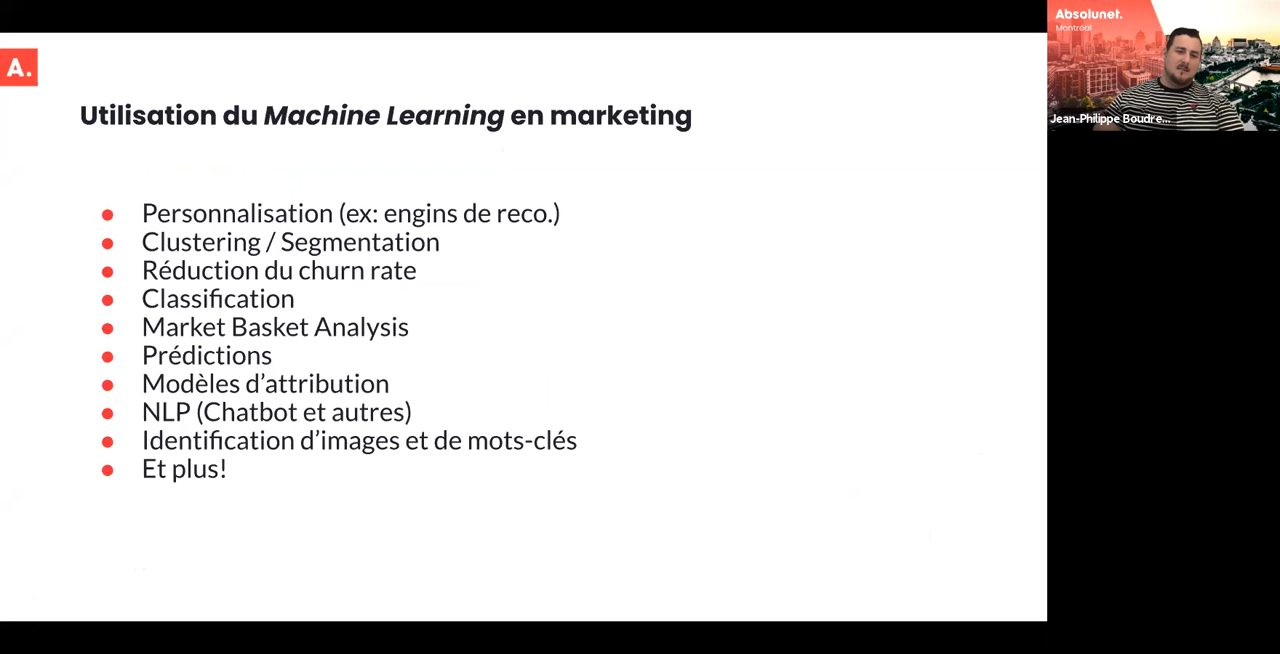 A.
Utilisation du Machine Learning en marketing
Personnalisation (ex: engins de reco.)
Clustering / Segmentation
Réduction du churn rate
Classification
Market Basket Analysis
Prédictions
Modèles d’attribution
NLP (Chatbot et autres)
Identification d’images et de mots-clés
Et plus!
Absolunet.
Montréal
Jean-Philippe Boudre...